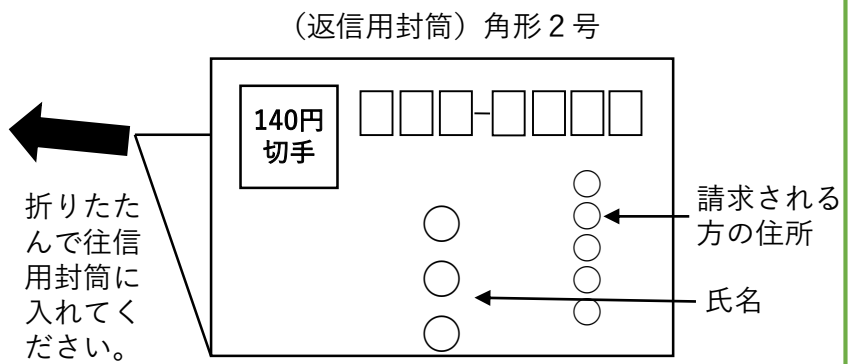 (返信用封筒)角形2号
140円
切手
折りたた
んで往信
用封筒に
入れてく
ださい。
請求される
方の住所
氏名